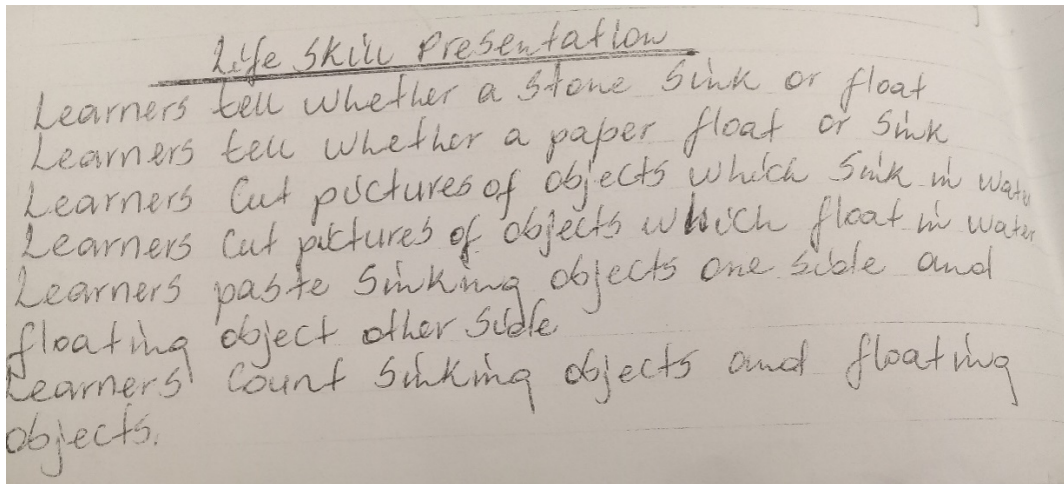 Life Skill Presentation
Learners tell whether a stone sink or float
Learners tell whether a paper float or sink
Learners cut pictures of objects which sink in water
Learners cut pictures of objects which float in water
Learners paste sinking objects one side and
floating object other side
Learners count sinking objects and floating
objects.